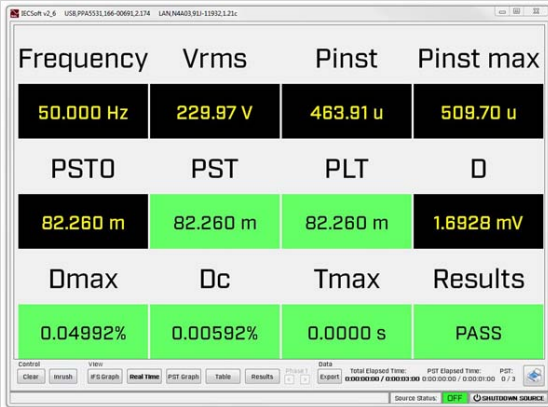 IECSoft v2_6 USB,PPA5531,166-00691,2.174 LAN,N4A03,91J-11932,1.21c
Frequency Vrms Pinst Pinst max
50.000 Hz 229.97 V 463.91 u 509.70 u
PST0 PST PLT D
82.260 m 82.260 m 82.260 m 1.6928 mV
Dmax Dc Tmax Results
0.04992% 0.00592% 0.0000 s PASS
Control View Phase 1 Data Total Elapsed Time: PST Elapsed Time: PST:
Clear Inrush IFS Graph Real Time PST Graph Table Results Export 0:00:00:00 / 0:00:03:00 0:00:00:00 / 0:00:01:00 0 / 3
Source Status: OFF SHUTDOWN SOURCE